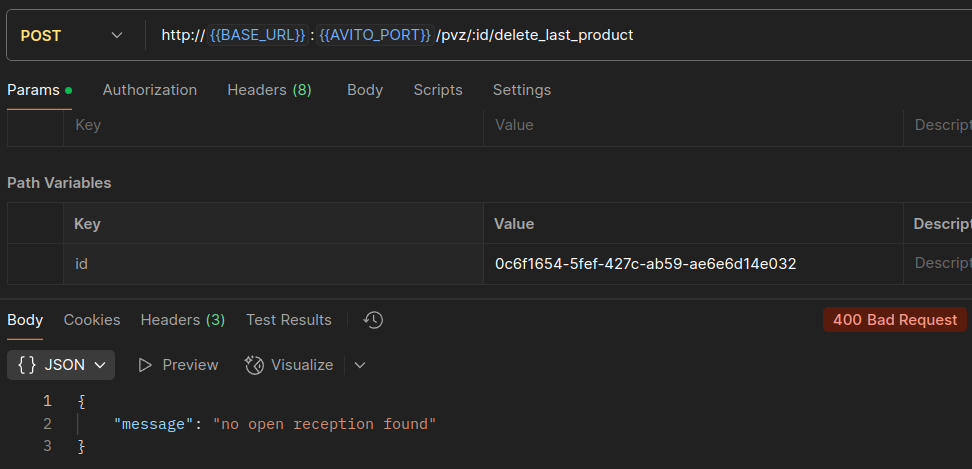 POST http://{{BASE_URL}}:{{AVITO_PORT}}/pvz/:id/delete_last_product
Params Authorization Headers (8) Body Scripts Settings
Key Value Descript
Path Variables
Key Value Descript
id 0c6f1654-5fef-427c-ab59-ae6e6d14e032 Descript
Body Cookies Headers (3) Test Results 400 Bad Request
{} JSON Preview Visualize
1 {
2 "message": "no open reception found"
3 }